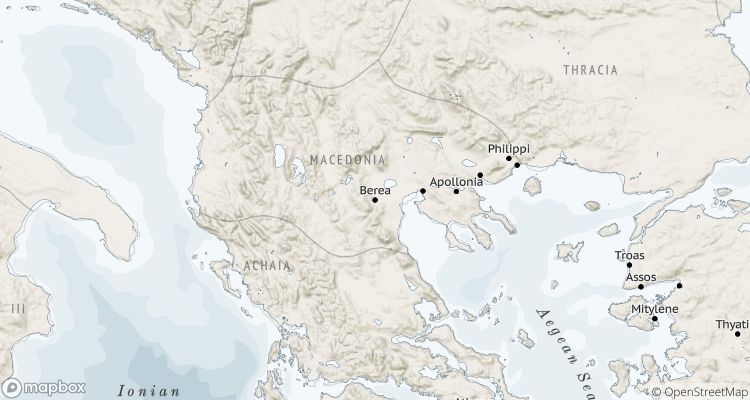 THRACIA
Philippi
MACEDONIA
Apollonia
Berea
Troas
ACHAIA
Assos
III
Mitylene
Aegean Sea
Thyati
Ionian
mapbox
© OpenStreetMap